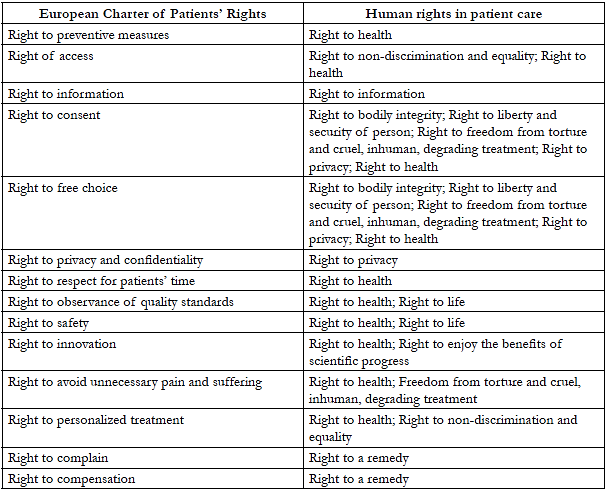 European Charter of Patients' Rights
Human rights in patient care
Right to preventive measures
Right to health
Right of access
Right to non-discrimination and equality; Right to
health
Right to information
Right to information
Right to consent
Right to bodily integrity; Right to liberty and
security of person; Right to freedom from torture
and cruel, inhuman, degrading treatment; Right to
privacy; Right to health
Right to free choice
Right to bodily integrity; Right to liberty and
security of person; Right to freedom from torture
and cruel, inhuman, degrading treatment; Right to
privacy; Right to health
Right to privacy and confidentiality
Right to privacy
Right to respect for patients' time
Right to health
Right to observance of quality standards
Right to health; Right to life
Right to safety
Right to health; Right to life
Right to innovation
Right to health; Right to enjoy the benefits of
scientific progress
Right to avoid unnecessary pain and suffering
Right to health; Freedom from torture and cruel,
inhuman, degrading treatment
Right to personalized treatment
Right to health; Right to non-discrimination and
equality
Right to complain
Right to a remedy
Right to compensation
Right to a remedy